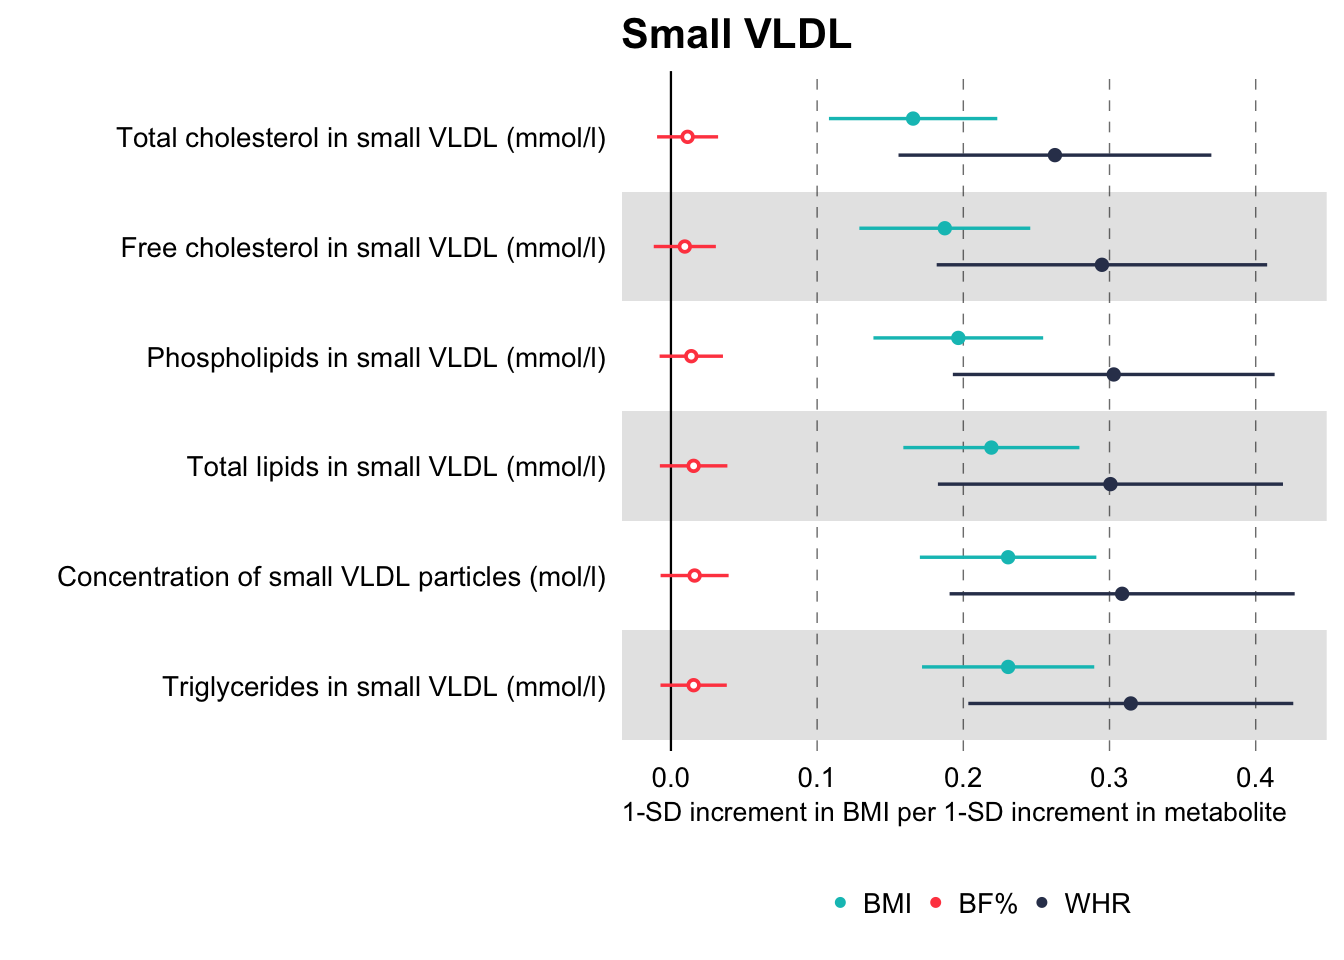 Small VLDL
Total cholesterol in small VLDL (mmol/l)
Free cholesterol in small VLDL (mmol/l)
Phospholipids in small VLDL (mmol/l)
Total lipids in small VLDL (mmol/l)
Concentration of small VLDL particles (mol/l)
Triglycerides in small VLDL (mmol/l)
0.0 0.1 0.2 0.3 0.4
1-SD increment in BMI per 1-SD increment in metabolite
BMI BF% WHR